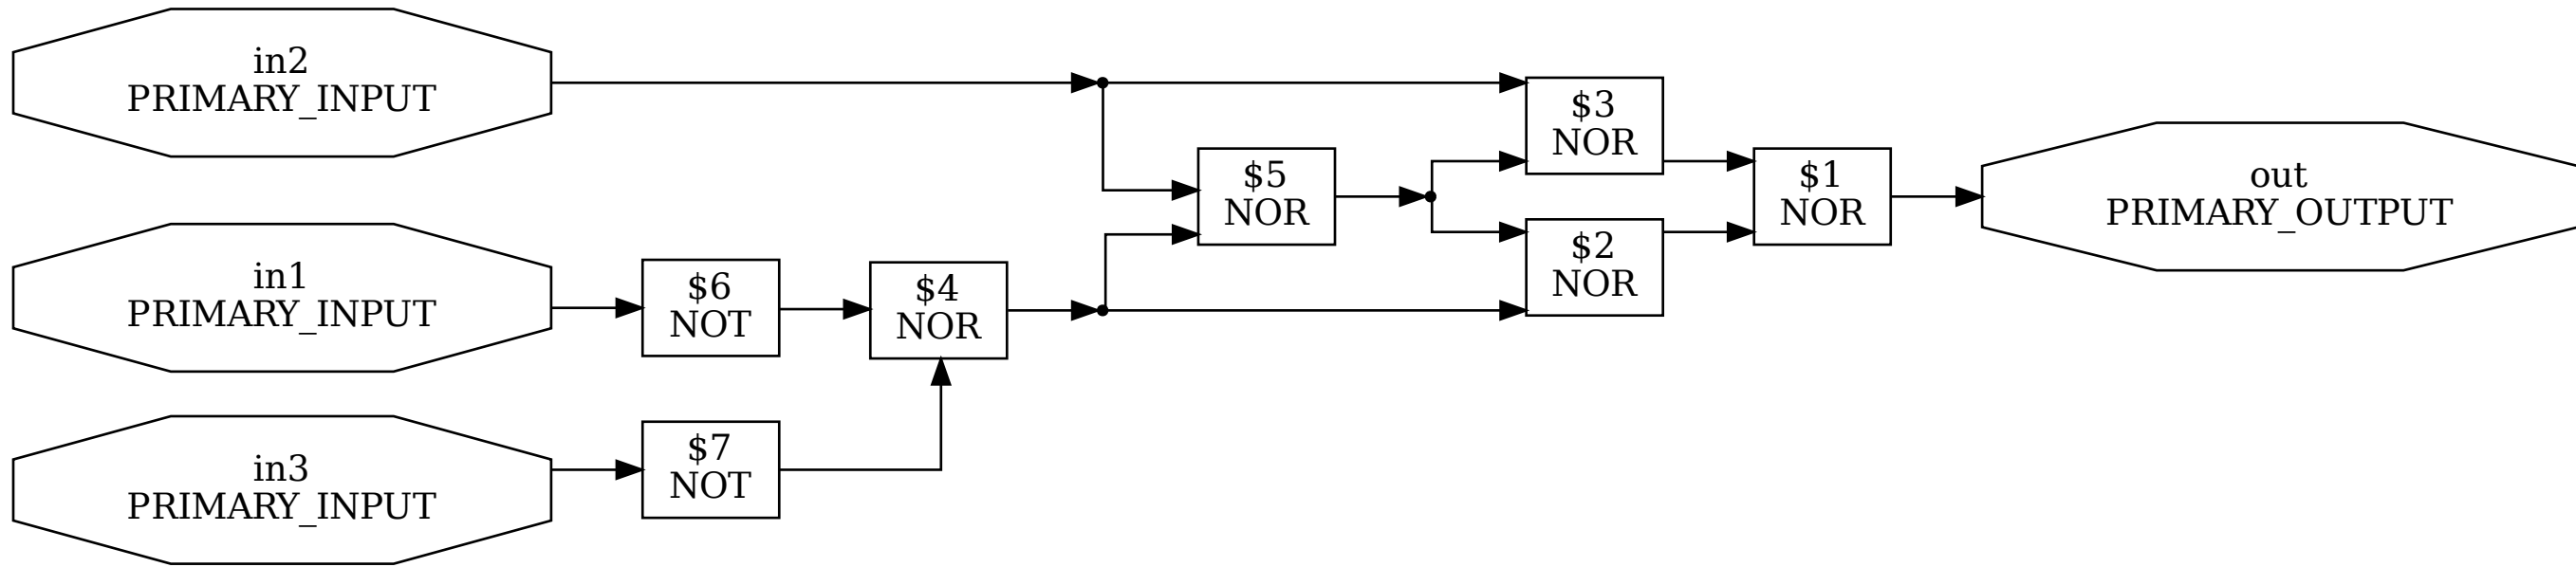 in2
PRIMARY_INPUT
$3
NOR
$5
NOR
$1
NOR
out
PRIMARY_OUTPUT
in1
PRIMARY_INPUT
$6
NOT
$4
NOR
$2
NOR
in3
PRIMARY_INPUT
$7
NOT